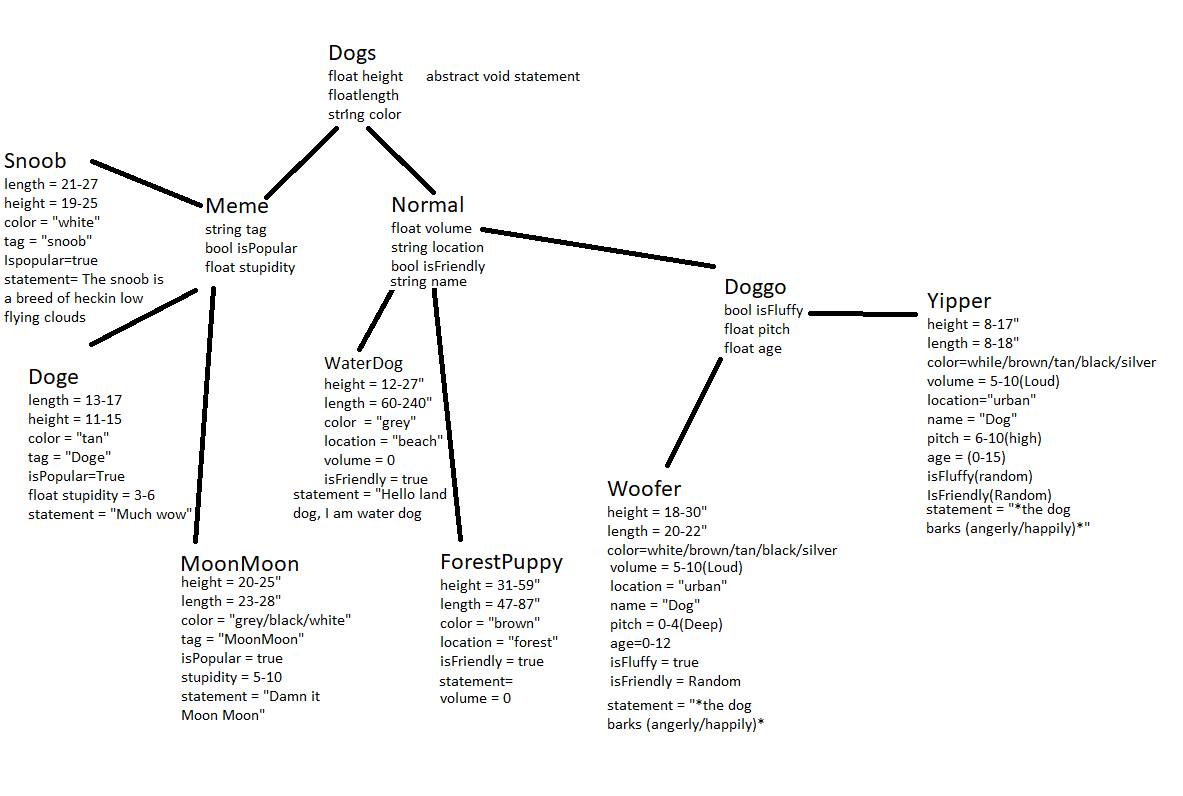 Dogs
float height abstract void statement
floatlength
string color
Snoob
length = 21-27
height = 19-25
color = "white"
tag = "snoob"
Ispopular=true
statement= The snoob is
a breed of heckin low
flying clouds
Meme
string tag
bool isPopular
float stupidity
Normal
float volume
string location
bool isFriendly
string name
Doggo
bool isFluffy
float pitch
float age
Yipper
height = 8-17"
length = 8-18"
color=while/brown/tan/black/silver
volume = 5-10(Loud)
location="urban"
name = "Dog"
pitch = 6-10(high)
age = (0-15)
isFluffy(random)
IsFriendly(Random)
statement = "*the dog
barks (angerly/happily)*"
Doge
length = 13-17
height = 11-15
color = "tan"
tag = "Doge"
isPopular=True
float stupidity = 3-6
statement = "Much wow"
WaterDog
height = 12-27"
length = 60-240"
color = "grey"
location = "beach"
volume = 0
isFriendly = true
statement = "Hello land
dog, I am water dog
Woofer
height = 18-30"
length = 20-22"
color=white/brown/tan/black/silver
volume = 5-10(Loud)
location = "urban"
name = "Dog"
pitch = 0-4(Deep)
age=0-12
isFluffy = true
isFriendly = Random
statement = "*the dog
barks (angerly/happily)*
MoonMoon
height = 20-25"
length = 23-28"
color = "grey/black/white"
tag = "MoonMoon"
isPopular = true
stupidity = 5-10
statement = "Damn it
Moon Moon"
ForestPuppy
height = 31-59"
length = 47-87"
color = "brown"
location = "forest"
isFriendly = true
statement=
volume = 0